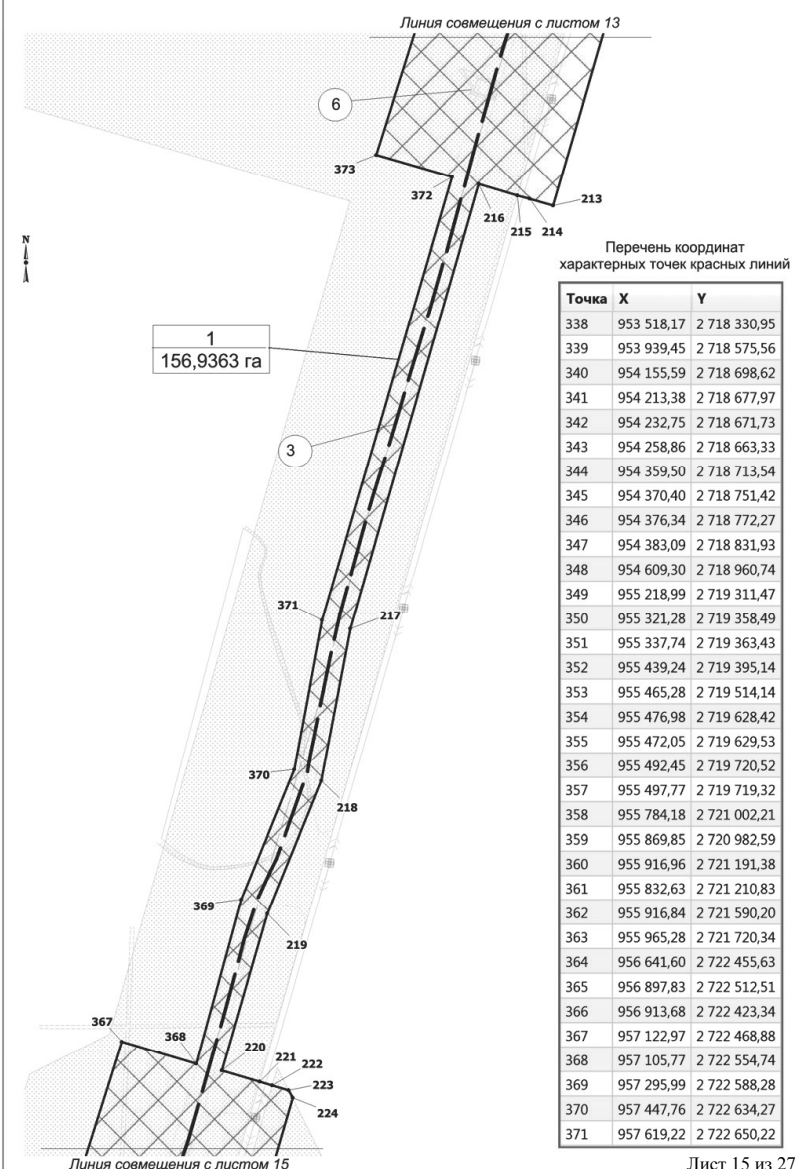 Линия совмещения с листом 13
6
373
372
216
215
214
213
N
1
156,9363 га
3
371
217
370
218
369
219
367
368
220
221
222
223
224
Линия совмещения с листом 15
Перечень координат
характерных точек красных линий
Точка X Y
338 953 518,17 2 718 330,95
339 953 939,45 2 718 575,56
340 954 155,59 2 718 698,62
341 954 213,38 2 718 677,97
342 954 232,75 2 718 671,73
343 954 258,86 2 718 663,33
344 954 359,50 2 718 713,54
345 954 370,40 2 718 751,42
346 954 376,34 2 718 772,27
347 954 383,09 2 718 831,93
348 954 609,30 2 718 960,74
349 955 218,99 2 719 311,47
350 955 321,28 2 719 358,49
351 955 337,74 2 719 363,43
352 955 439,24 2 719 395,14
353 955 465,28 2 719 514,14
354 955 476,98 2 719 628,42
355 955 472,05 2 719 629,53
356 955 492,45 2 719 720,52
357 955 497,77 2 719 719,32
358 955 784,18 2 721 002,21
359 955 869,85 2 720 982,59
360 955 916,96 2 721 191,38
361 955 832,63 2 721 210,83
362 955 916,84 2 721 590,20
363 955 965,28 2 721 720,34
364 956 641,60 2 722 455,63
365 956 897,83 2 722 512,51
366 956 913,68 2 722 423,34
367 957 122,97 2 722 468,88
368 957 105,77 2 722 554,74
369 957 295,99 2 722 588,28
370 957 447,76 2 722 634,27
371 957 619,22 2 722 650,22
Лист 15 из 27